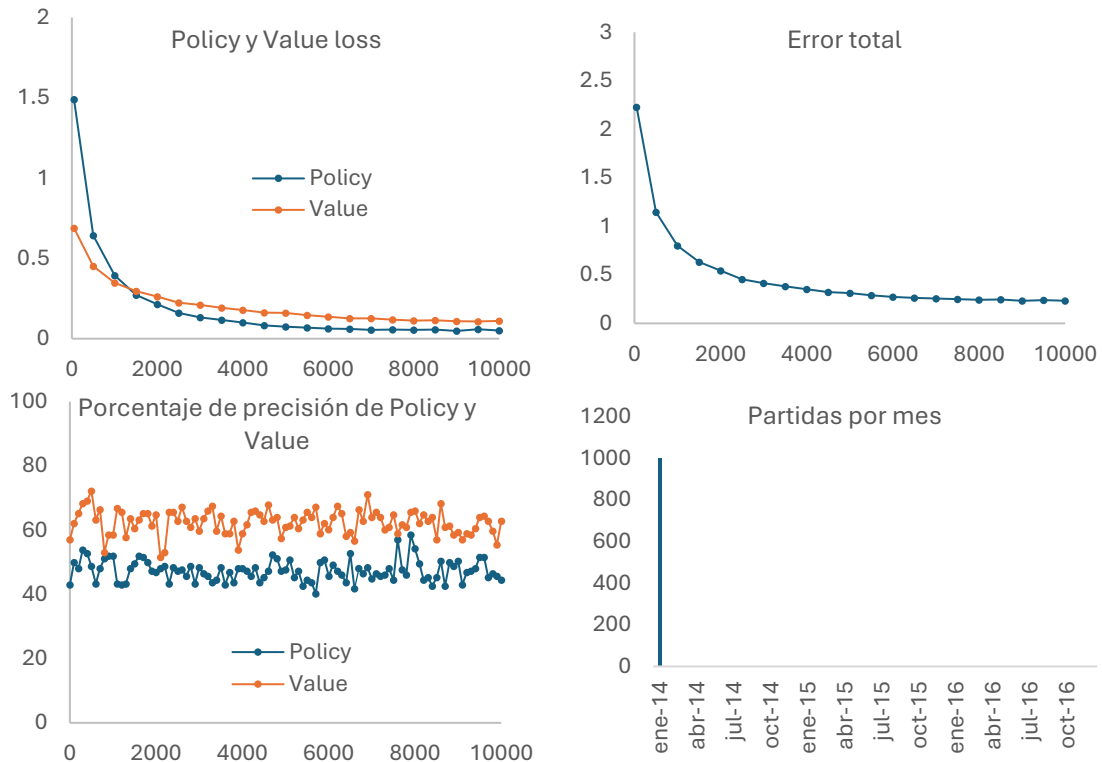 Policy y Value loss
2
1.5
1
0.5
0
Policy
Value
0 2000 4000 6000 8000 10000
Error total
3
2.5
2
1.5
1
0.5
0
0 2000 4000 6000 8000 10000
Porcentaje de precisión de Policy y
Value
100
80
60
40
20
0
Policy
Value
0 2000 4000 6000 8000 10000
Partidas por mes
1200
1000
800
600
400
200
0
ene-14
abr-14
jul-14
oct-14
ene-15
abr-15
jul-15
oct-15
ene-16
abr-16
jul-16
oct-16